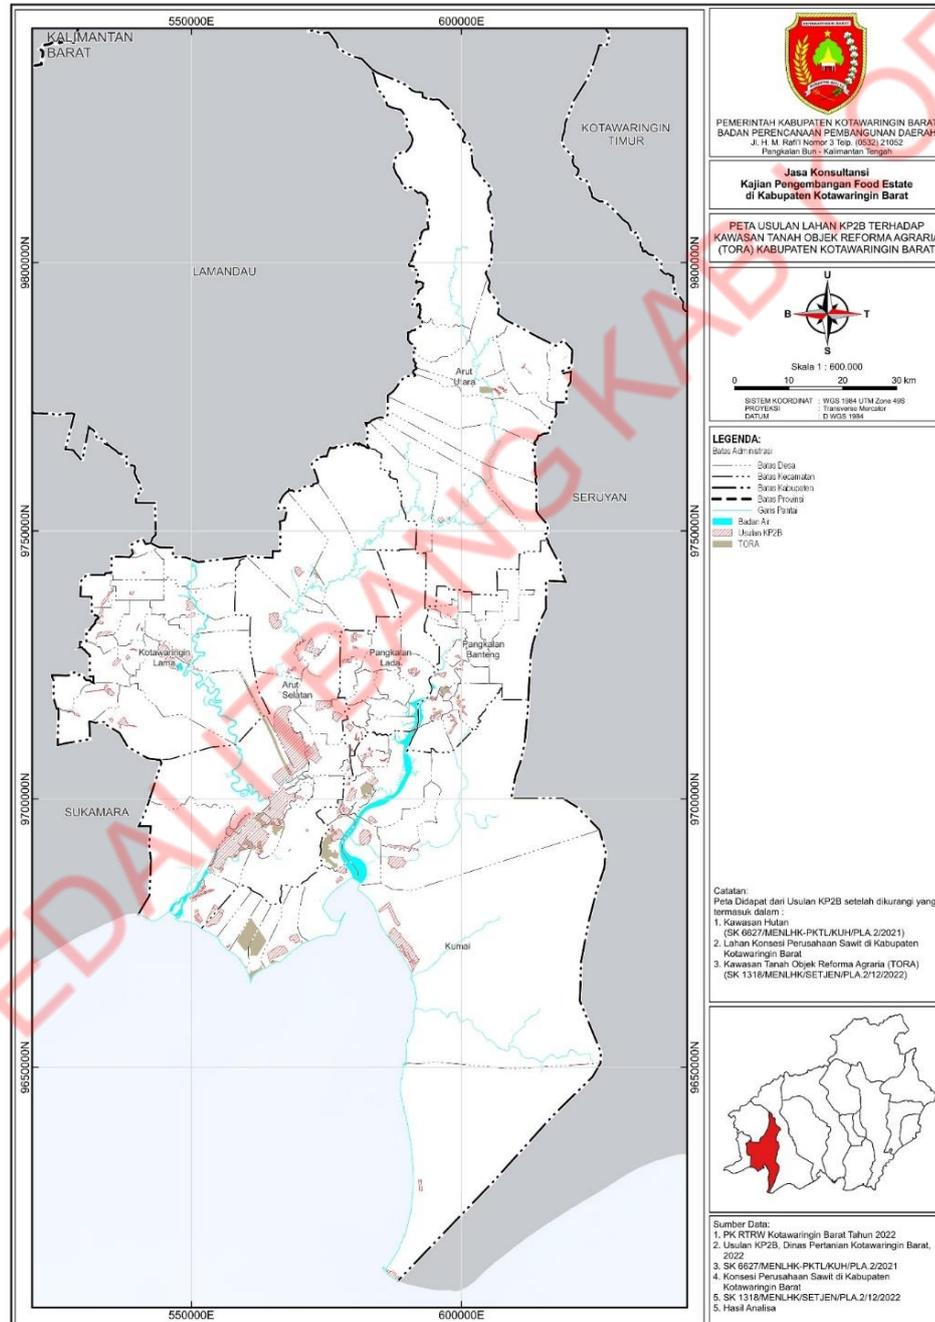 550000E
600000E
KALIMANTAN
BARAT
KOTAWARINGIN
TIMUR
LAMANDAU
9800000N
9800000N
Arut
Utara
SERUYAN
9750000N
9750000N
Kotawaringin
Lama
Arut
Selatan
Pangkalan
Lada
Pangkalan
Banteng
SUKAMARA
9700000N
9700000N
Kumai
9650000N
9650000N
550000E
600000E
PEMERINTAH KABUPATEN KOTAWARINGIN BARAT
BADAN PERENCANAAN PEMBANGUNAN DAERAH
Jl. H. M. Rafi'i Nomor 3 Telp. (0532) 21052
Pangkalan Bun - Kalimantan Tengah
Jasa Konsultansi
Kajian Pengembangan Food Estate
di Kabupaten Kotawaringin Barat
PETA USULAN LAHAN KP2B TERHADAP
KAWASAN TANAH OBJEK REFORMA AGRARIA
(TORA) KABUPATEN KOTAWARINGIN BARAT
U
B
T
S
Skala 1 : 600.000
0 10 20 30 km
SISTEM KOORDINAT : WGS 1984 UTM Zone 49S
PROYEKSI : Transverse Mercator
DATUM : D WGS 1984
LEGENDA:
Batas Administrasi
Batas Desa
Batas Kecamatan
Batas Kabupaten
Batas Provinsi
Garis Pantai
Badan Air
Usulan KP2B
TORA
Catatan:
Peta Didapat dari Usulan KP2B setelah dikurangi yang
termasuk dalam :
1. Kawasan Hutan
(SK 6627/MENLHK-PKTL/KUH/PLA.2/2021)
2. Lahan Konsesi Perusahaan Sawit di Kabupaten
Kotawaringin Barat
3. Kawasan Tanah Objek Reforma Agraria (TORA)
(SK 1318/MENLHK/SETJEN/PLA.2/12/2022)
Sumber Data:
1. PK RTRW Kotawaringin Barat Tahun 2022
2. Usulan KP2B, Dinas Pertanian Kotawaringin Barat,
2022
3. SK 6627/MENLHK-PKTL/KUH/PLA.2/2021
4. Konsesi Perusahaan Sawit di Kabupaten
Kotawaringin Barat
5. SK 1318/MENLHK/SETJEN/PLA.2/12/2022
5. Hasil Analisa
EDALITBANG KAB KO